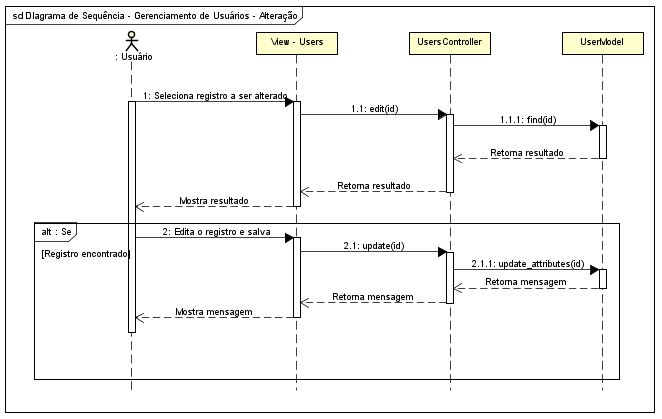 sd Diagrama de Sequência - Gerenciamento de Usuários - Alteração
: Usuário
View - Users
UsersController
UserModel
1: Seleciona registro a ser alterado
1.1: edit(id)
1.1.1: find(id)
Retorna resultado
Retorna resultado
Mostra resultado
alt : Se
[Registro encontrado]
2: Edita o registro e salva
2.1: update(id)
2.1.1: update_attributes(id)
Retorna mensagem
Retorna mensagem
Mostra mensagem